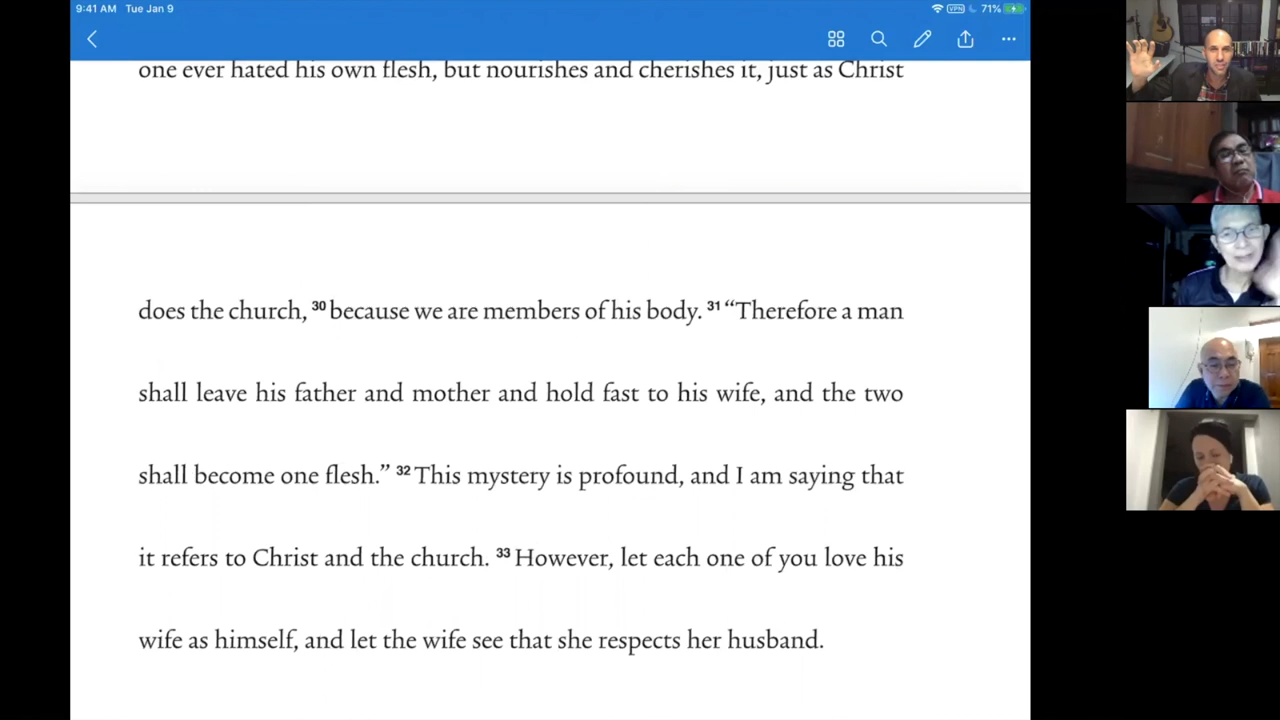 9:41 AM Tue Jan 9
VPN 71%
one ever hated his own flesh, but nourishes and cherishes it, just as Christ
does the church, 30 because we are members of his body. 31 “Therefore a man
shall leave his father and mother and hold fast to his wife, and the two
shall become one flesh.” 32 This mystery is profound, and I am saying that
it refers to Christ and the church. 33 However, let each one of you love his
wife as himself, and let the wife see that she respects her husband.